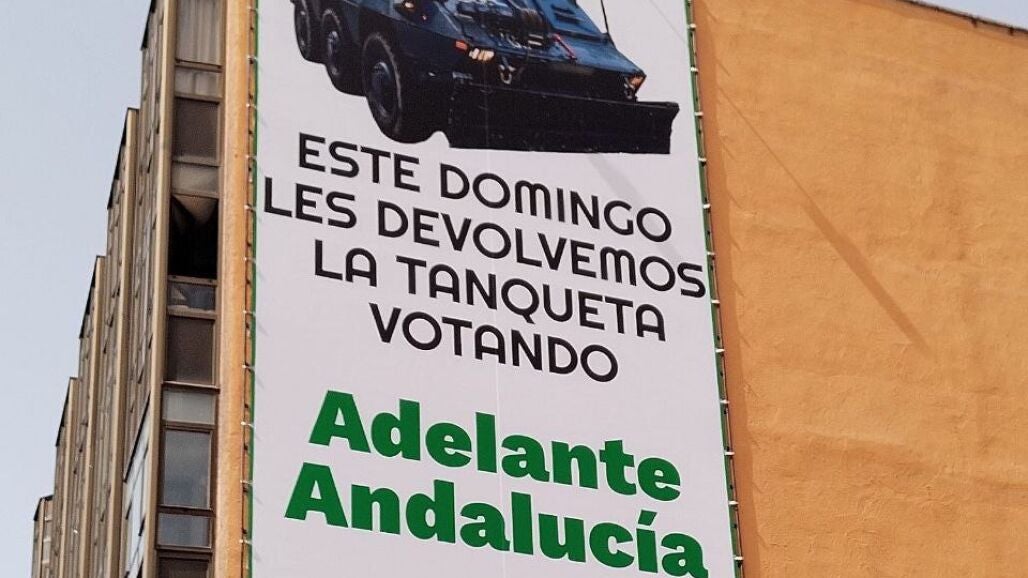 ESTE DOMINGO
LES DEVOLVEMOS
LA TANQUETA
VOTANDO
Adelante
Andalucía